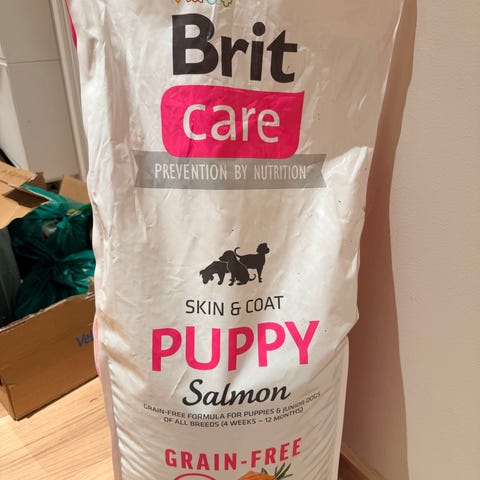 Brit
care
PREVENTION BY NUTRITION
SKIN & COAT
PUPPY
Salmon
GRAIN-FREE FORMULA FOR PUPPIES & JUNIOR DOGS
OF ALL BREEDS (4 WEEKS – 12 MONTHS)
GRAIN-FREE